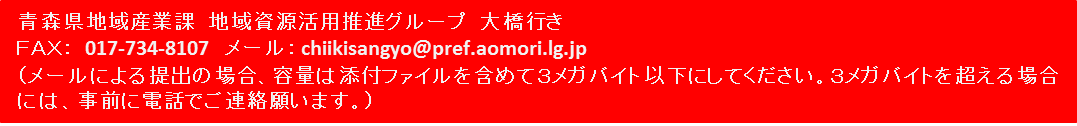 青森県地域産業課 地域資源活用推進グループ 大橋行き
ＦＡＸ： 017-734-8107 メール：chiikisangyo@pref.aomori.lg.jp
（メールによる提出の場合、容量は添付ファイルを含めて３メガバイト以下にしてください。３メガバイトを超える場合
には、事前に電話でご連絡願います。）